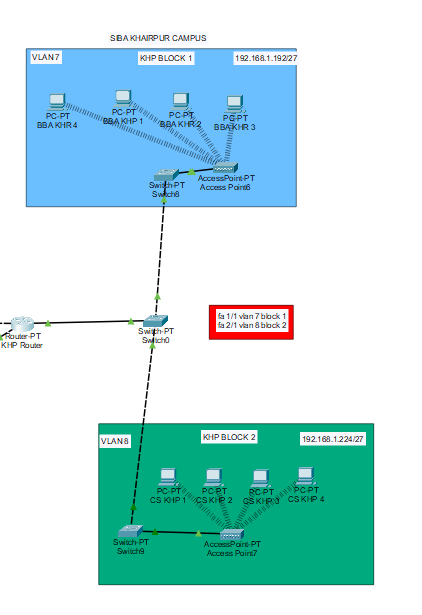 SIBA KHAIRPUR CAMPUS
VLAN7
KHP BLOCK 1
192.168.1.192/27
PC-PT
BBA KHR 4
PC-PT
BBA KHP 1
PC-PT
BBA KHR 2
PC-PT
BBA KHR 3
Switch-PT
Switch8
AccessPoint-PT
Access Point6
Router-PT
KHP Router
Switch-PT
Switch0
fa 1/1 vlan 7 block 1
fa 2/1 vlan 8 block 2
VLAN8
KHP BLOCK 2
192.168.1.224/27
PC-PT
CS KHP 1
PC-PT
CS KHP 2
PC-PT
CS KHP 3
PC-PT
CS KHP 4
Switch-PT
Switch9
AccessPoint-PT
Access Point7